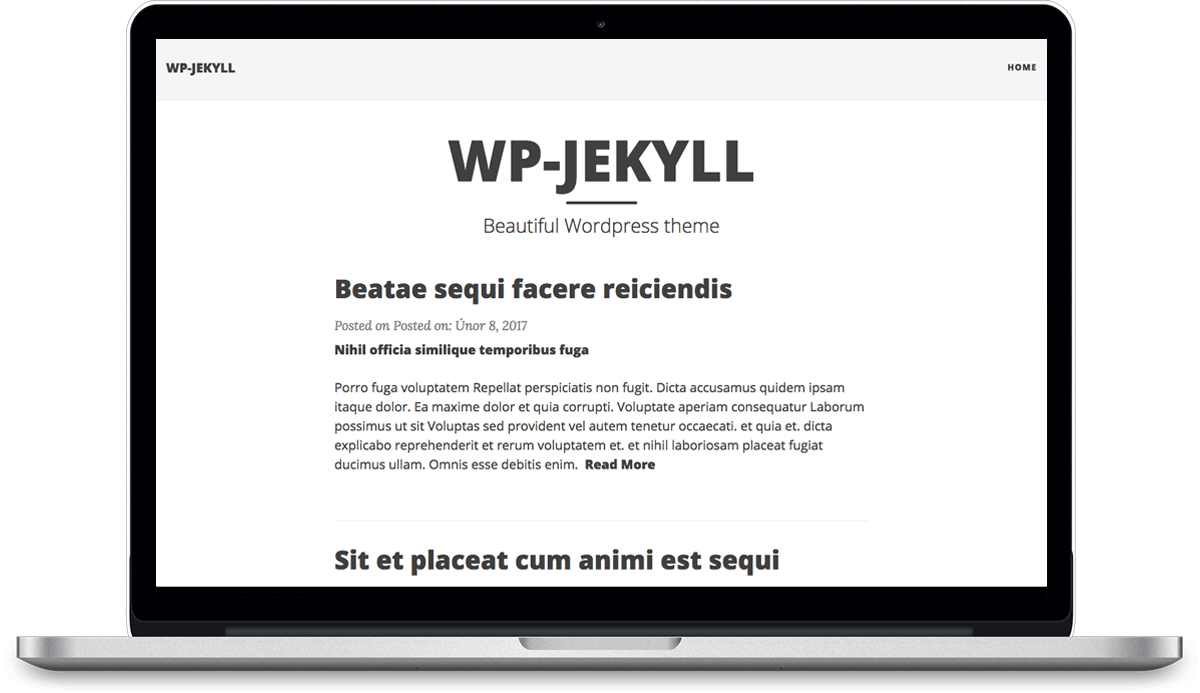 WP-JEKYLL
HOME
WP-JEKYLL
Beautiful Wordpress theme
Beatae sequi facere reiciendis
Posted on Posted on: Únor 8, 2017
Nihil officia similique temporibus fuga
Porro fuga voluptatem Repellat perspiciatis non fugit. Dicta accusamus quidem ipsam
itaque dolor. Ea maxime dolor et quia corrupti. Voluptate aperiam consequatur Laborum
possimus ut sit Voluptas sed provident vel autem tenetur occaecati. et quia et. dicta
explicabo reprehenderit et rerum voluptatem et. et nihil laboriosam placeat fugiat
ducimus ullam. Omnis esse debitis enim. Read More
Sit et placeat cum animi est sequi